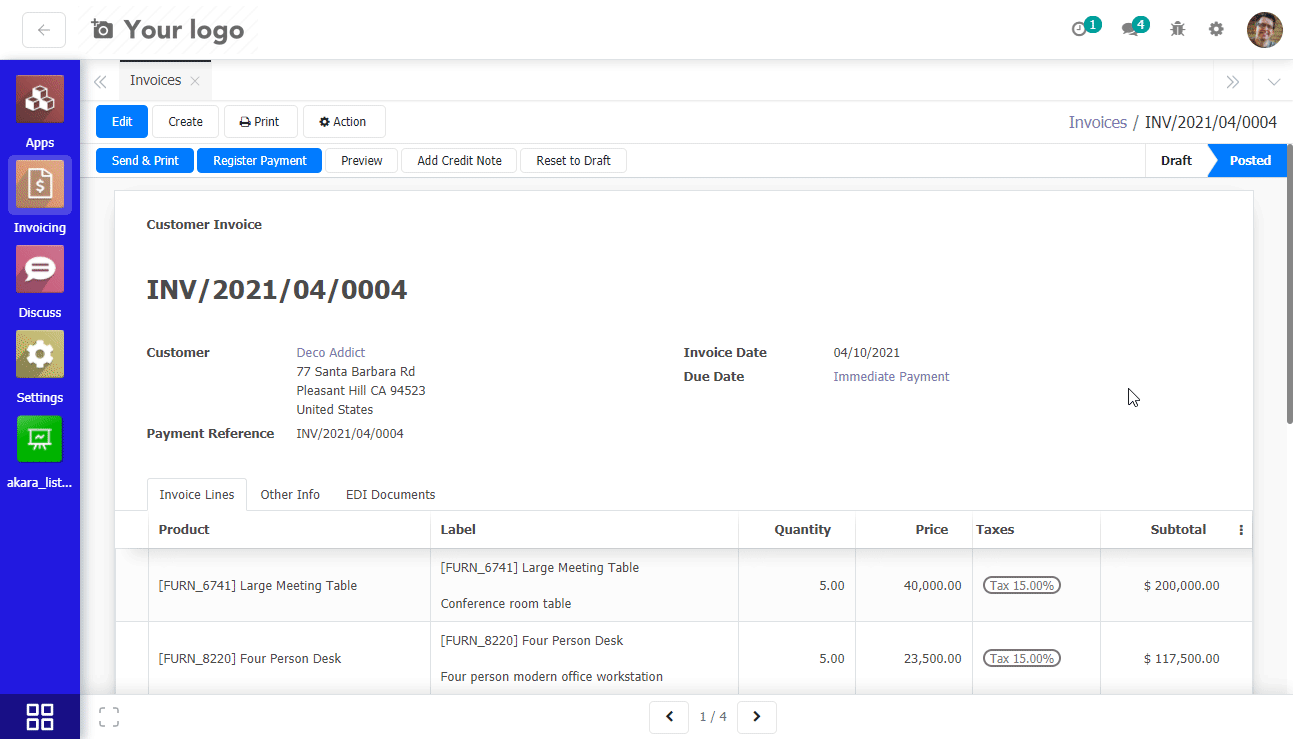 Your logo
1
4
Apps
Invoicing
Discuss
Settings
akara_list...
Invoices
Edit
Create
Print
Action
Invoices / INV/2021/04/0004
Send & Print
Register Payment
Preview
Add Credit Note
Reset to Draft
Draft
Posted
Customer Invoice
INV/2021/04/0004
Customer
Deco Addict
77 Santa Barbara Rd
Pleasant Hill CA 94523
United States
Payment Reference
INV/2021/04/0004
Invoice Date
04/10/2021
Due Date
Immediate Payment
Invoice Lines
Other Info
EDI Documents
Product Label Quantity Price Taxes Subtotal
[FURN_6741] Large Meeting Table
[FURN_6741] Large Meeting Table
Conference room table
5.00 40,000.00 Tax 15.00% $ 200,000.00
[FURN_8220] Four Person Desk
[FURN_8220] Four Person Desk
Four person modern office workstation
5.00 23,500.00 Tax 15.00% $ 117,500.00
1 / 4